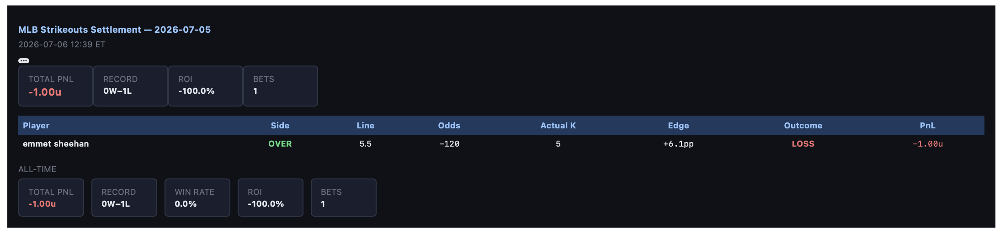 MLB Strikeouts Settlement — 2026-07-05
2026-07-06 12:39 ET
TOTAL PNL RECORD ROI BETS
-1.00u 0W–1L -100.0% 1
Player Side Line Odds Actual K Edge Outcome PnL
emmet sheehan OVER 5.5 −120 5 +6.1pp LOSS −1.00u
ALL-TIME
TOTAL PNL RECORD WIN RATE ROI BETS
-1.00u 0W–1L 0.0% -100.0% 1